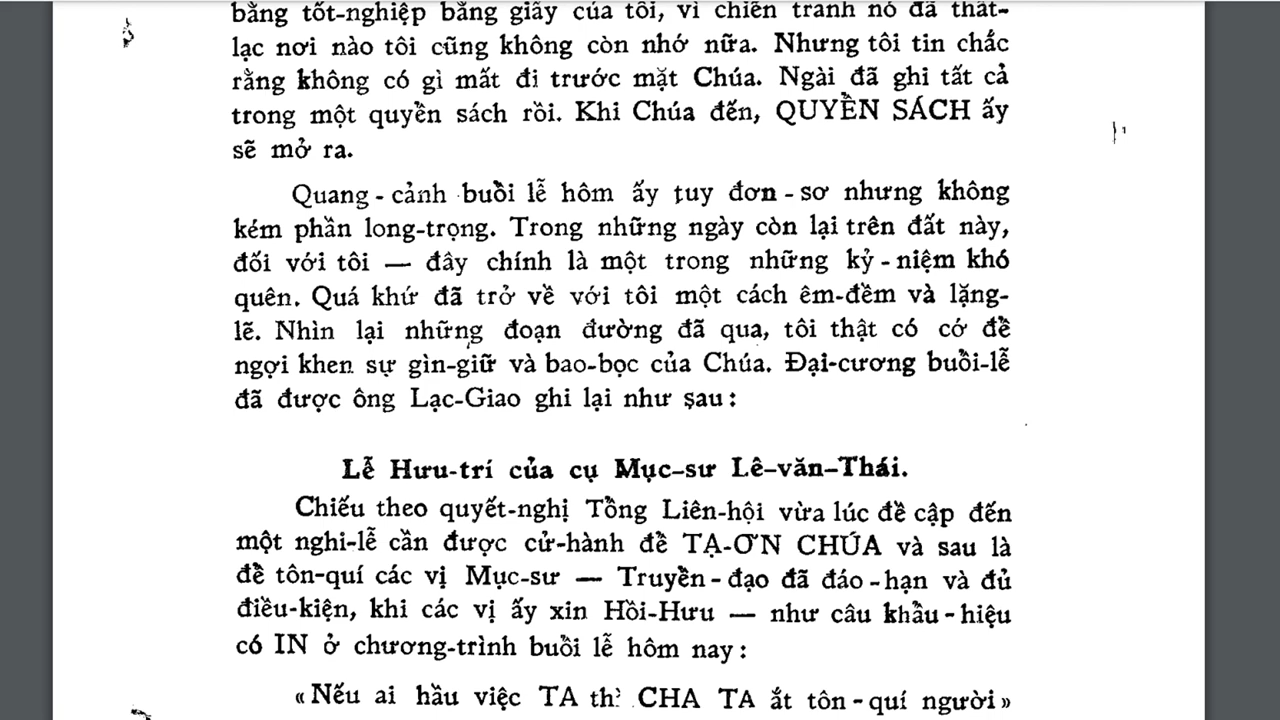 bằng tốt-nghiệp bằng giấy của tôi, vì chiến tranh nó đã thất-
lạc nơi nào tôi cũng không còn nhớ nữa. Nhưng tôi tin chắc
rằng không có gì mất đi trước mặt Chúa. Ngài đã ghi tất cả
trong một quyển sách rồi. Khi Chúa đến, QUYỂN SÁCH ấy
sẽ mở ra.
Quang - cảnh buổi lễ hôm ấy tuy đơn - sơ nhưng không
kém phần long-trọng. Trong những ngày còn lại trên đất này,
đối với tôi — đây chính là một trong những kỷ - niệm khó
quên. Quá khứ đã trở về với tôi một cách êm-đềm và lặng-
lẽ. Nhìn lại những đoạn đường đã qua, tôi thật có cớ để
ngợi khen sự gìn-giữ và bao-bọc của Chúa. Đại-cương buổi-lễ
đã được ông Lạc-Giao ghi lại như sau :
Lễ Hưu-trí của cụ Mục-sư Lê-văn-Thái.
Chiếu theo quyết-nghị Tổng Liên-hội vừa lúc đề cập đến
một nghi-lễ cần được cử-hành để TẠ-ƠN CHÚA và sau là
để tôn-quí các vị Mục-sư — Truyền - đạo đã đáo - hạn và đủ
điều-kiện, khi các vị ấy xin Hồi-Hưu — như câu khẩu - hiệu
có IN ở chương-trình buổi lễ hôm nay :
«Nếu ai hầu việc TA thì CHA TA ắt tôn - quí người»